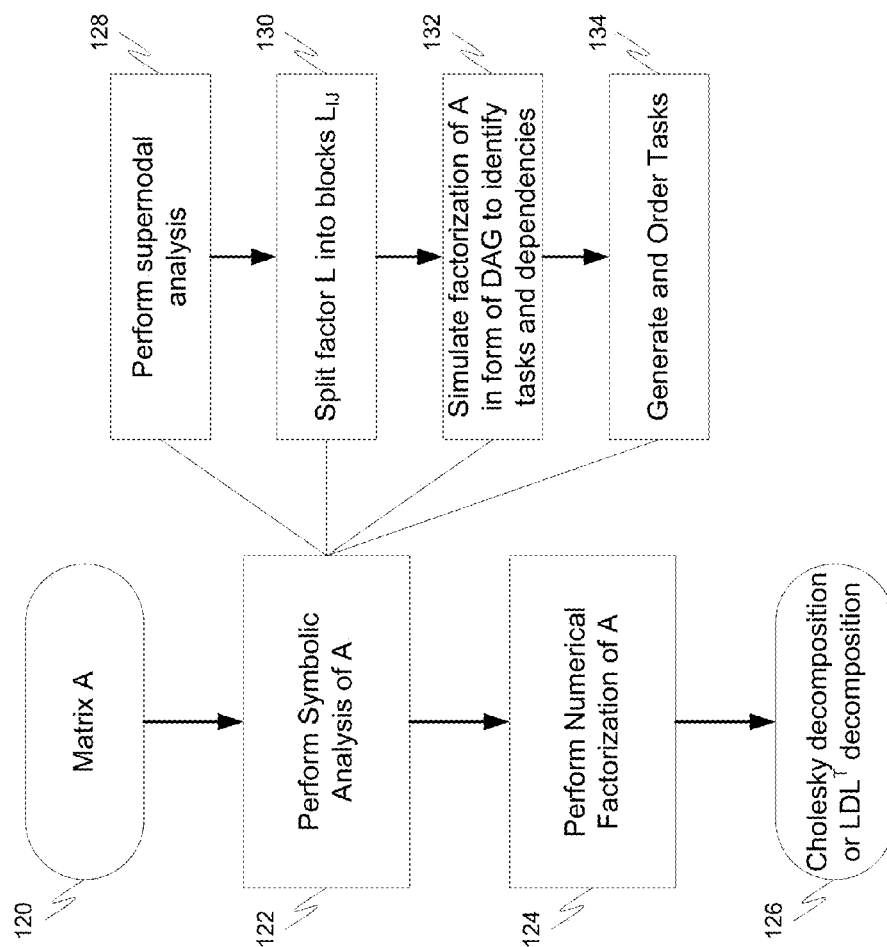 120
Matrix A
122
Perform Symbolic
Analysis of A
124
Perform Numerical
Factorization of A
126
Cholesky decomposition
or LDLᵀ decomposition
128
Perform supernodal
analysis
130
Split factor L into blocks L_IJ
132
Simulate factorization of A
in form of DAG to identify
tasks and dependencies
134
Generate and Order Tasks